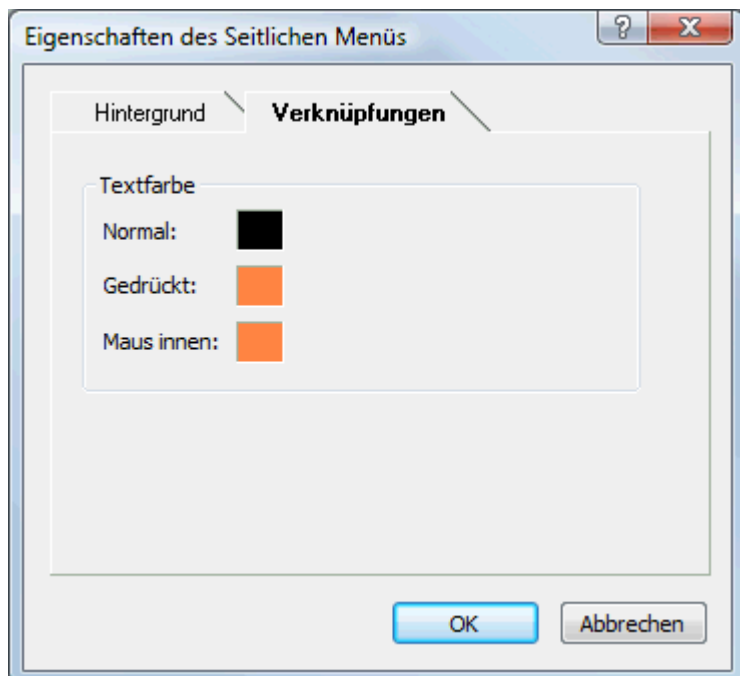 Eigenschaften des Seitlichen Menüs
Hintergrund Verknüpfungen
Textfarbe
Normal:
Gedrückt:
Maus innen:
OK Abbrechen